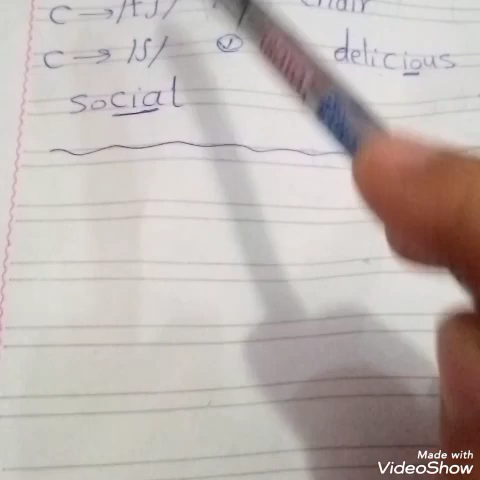 C → /tʃ/ chair
C → /ʃ/ delicious
social
Made with
VideoShow